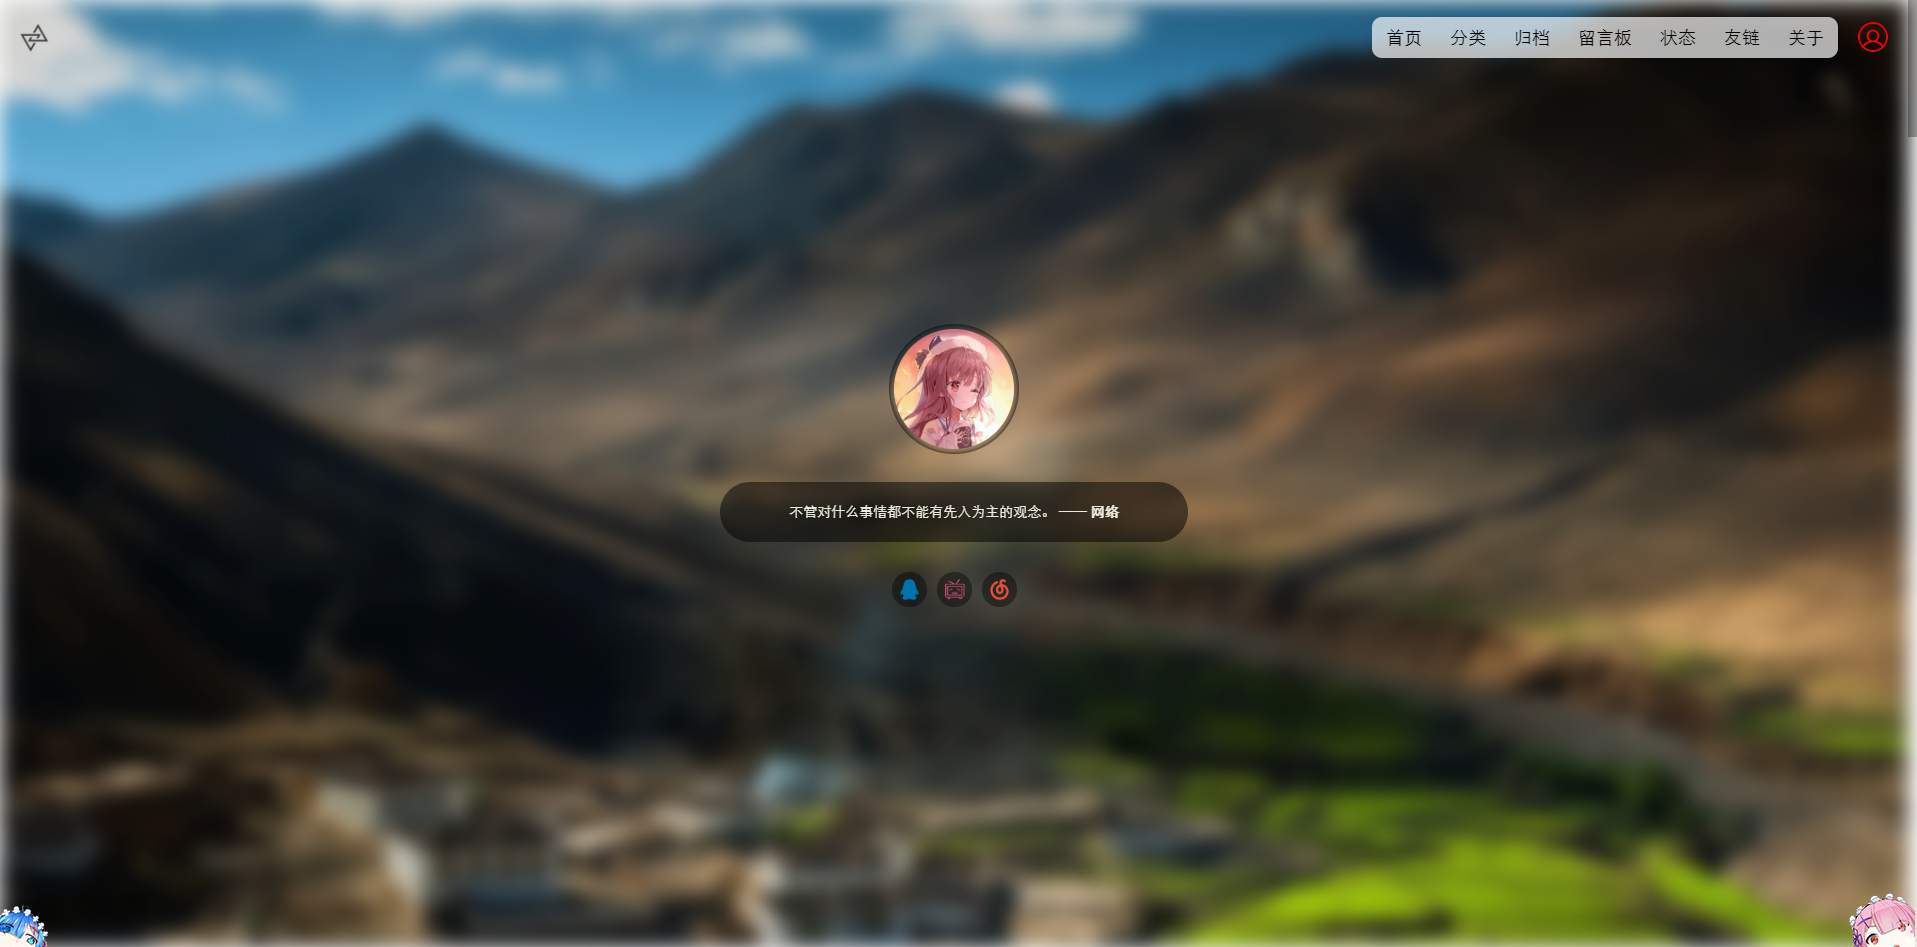 首页 分类 归档 留言板 状态 友链 关于
不管对什么事情都不能有先入为主的观念。 —— 网络